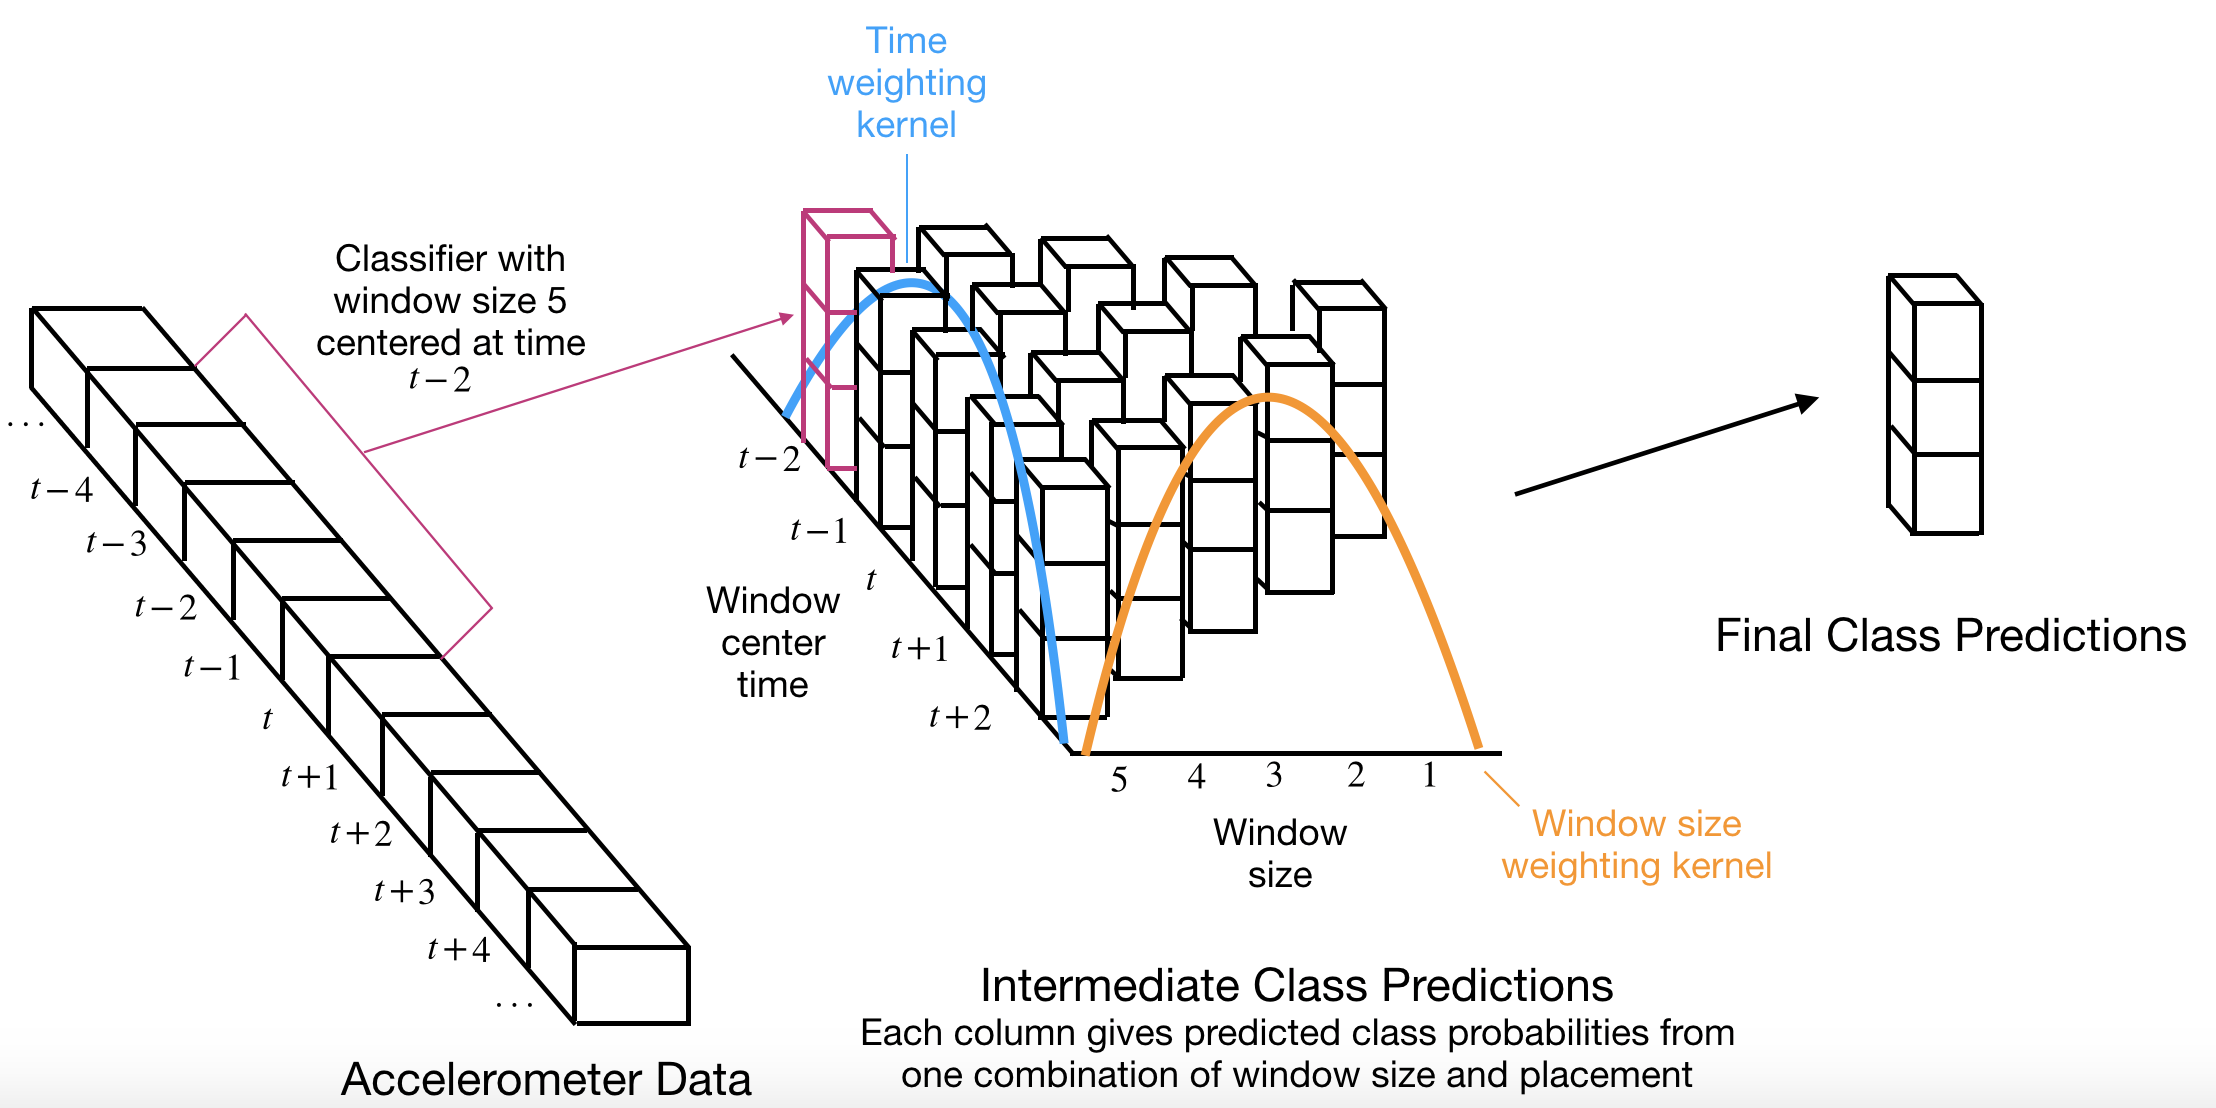 Time
weighting
kernel
Classifier with
window size 5
centered at time
t−2
...
t−4
t−3
t−2
t−1
t
t+1
t+2
t+3
t+4
...
Accelerometer Data
t−2
t−1
t
t+1
t+2
Window
center
time
5 4 3 2 1
Window
size
Window size
weighting kernel
Intermediate Class Predictions
Each column gives predicted class probabilities from
one combination of window size and placement
Final Class Predictions